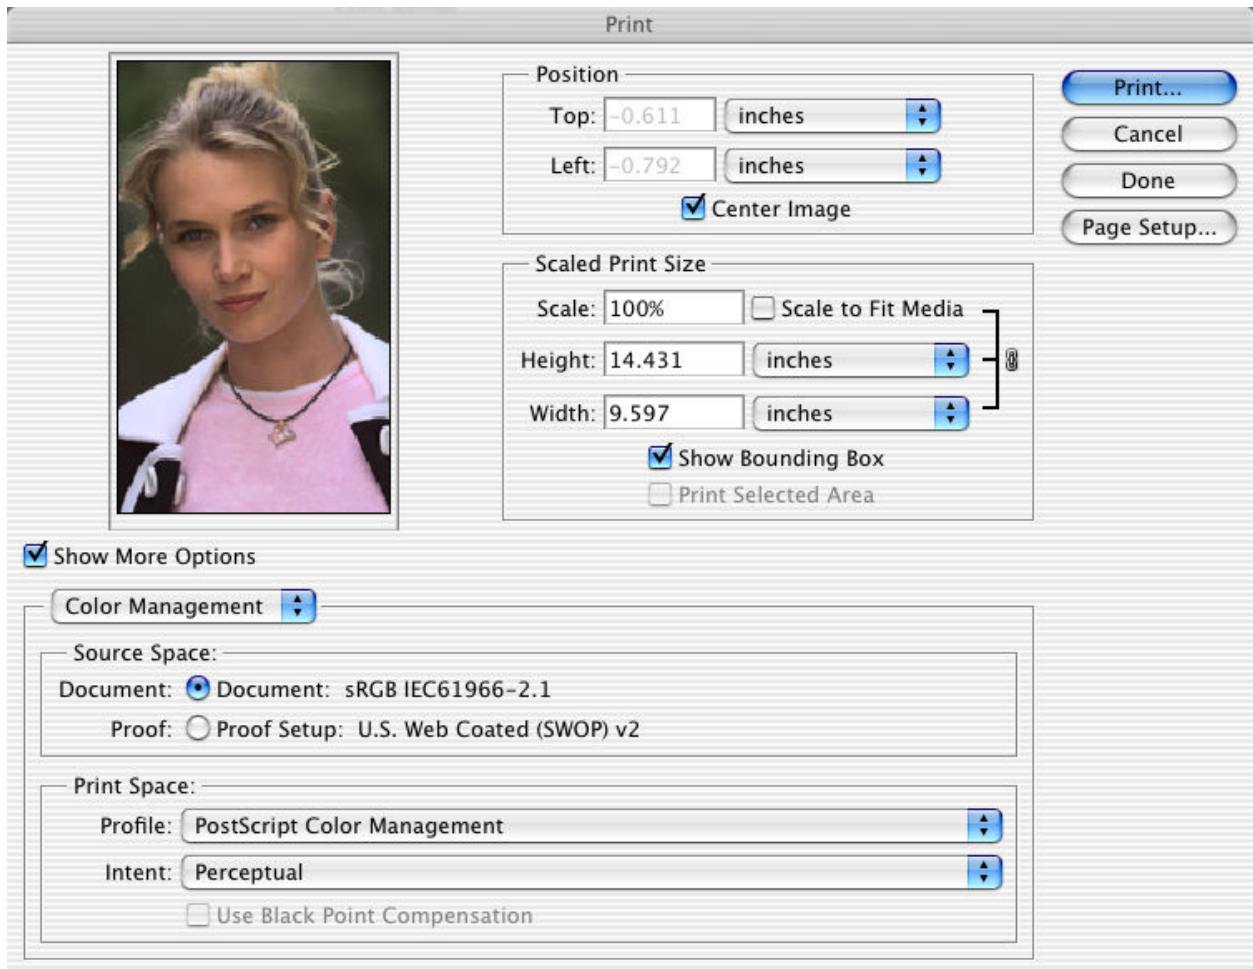 Print
Position
Top: -0.611 inches
Left: -0.792 inches
Center Image
Print...
Cancel
Done
Page Setup...
Scaled Print Size
Scale: 100% Scale to Fit Media
Height: 14.431 inches
Width: 9.597 inches
Show Bounding Box
Print Selected Area
Show More Options
Color Management
Source Space:
Document: Document: sRGB IEC61966-2.1
Proof: Proof Setup: U.S. Web Coated (SWOP) v2
Print Space:
Profile: PostScript Color Management
Intent: Perceptual
Use Black Point Compensation